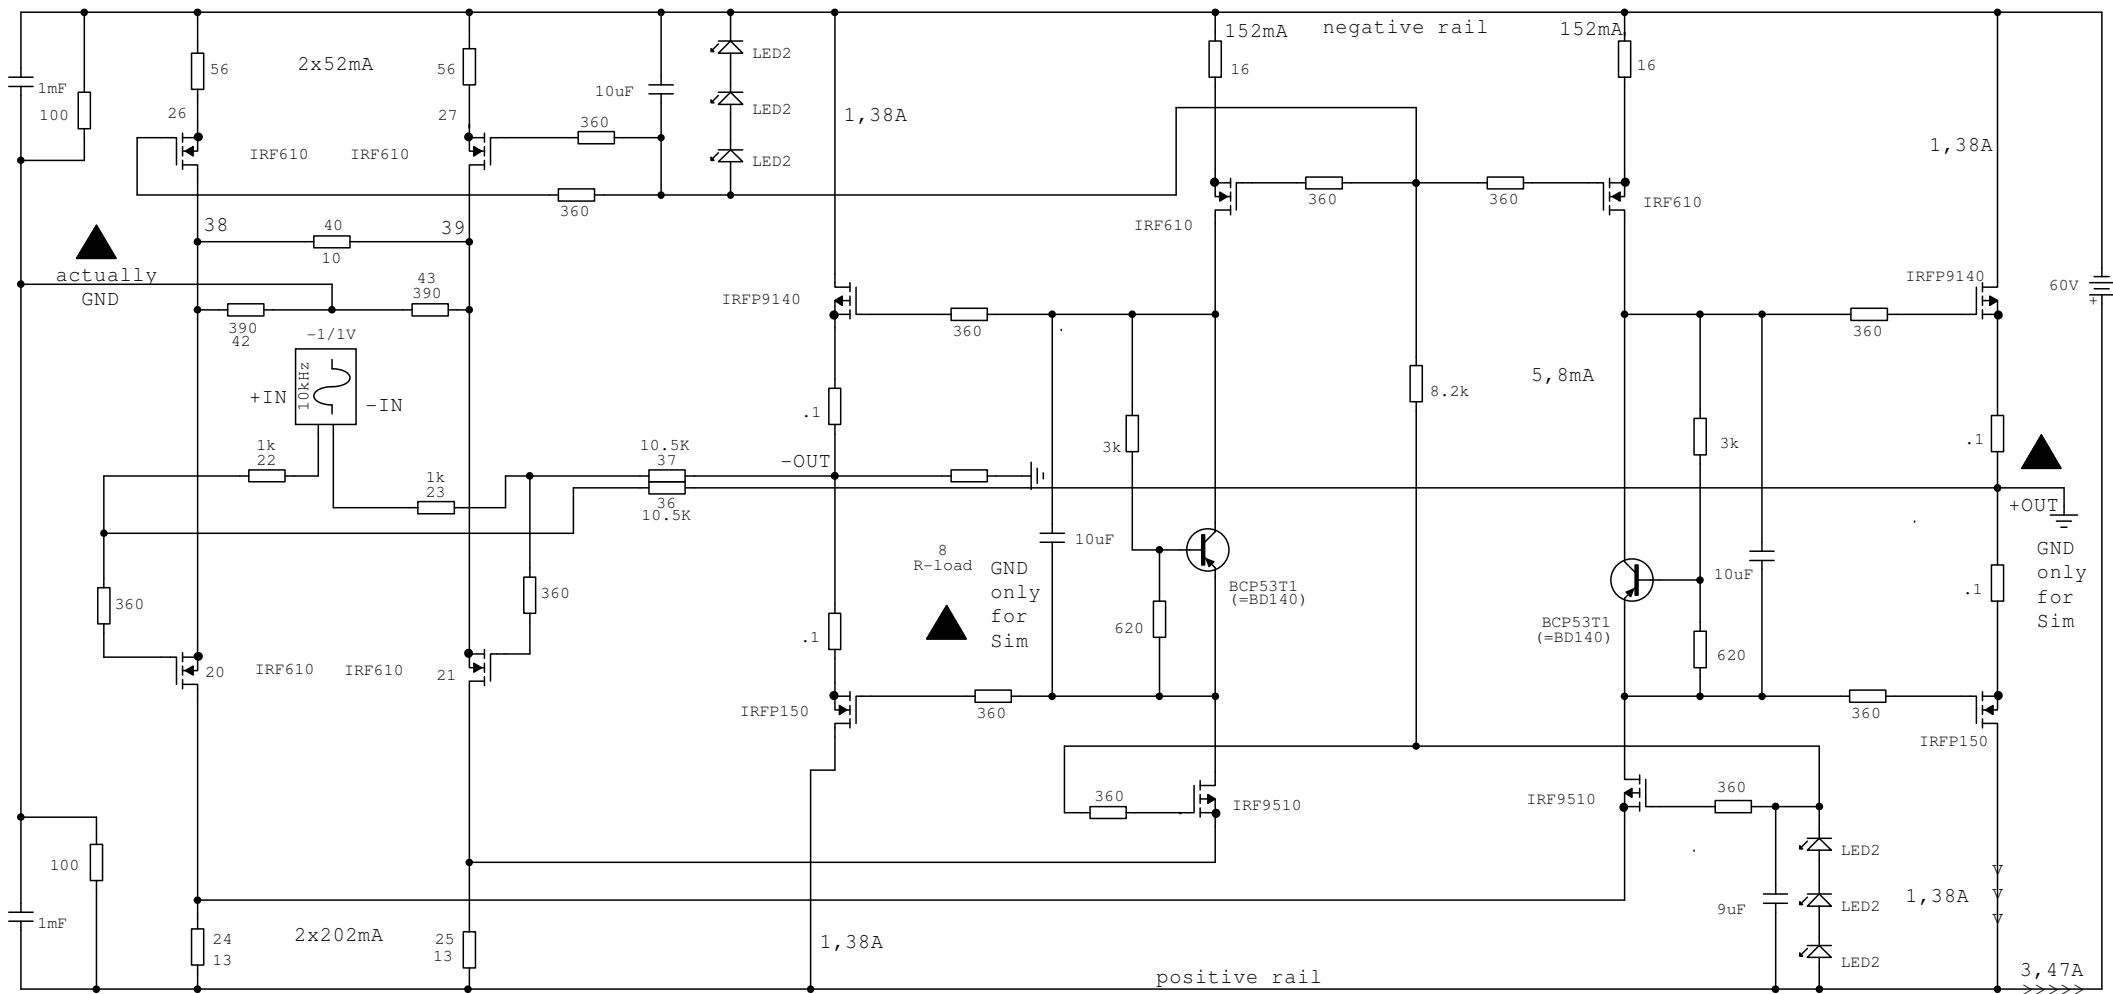 152mA
negative rail
152mA
56
2x52mA
56
LED2
16
16
1mF
10uF
LED2
100
26
27
360
1,38A
IRF610
IRF610
LED2
1,38A
360
360
360
IRF610
IRF610
38
40
39
10
actually
GND
43
390
390
42
IRFP9140
360
IRFP9140
360
60V
+
-1/1V
10kHz
+IN
-IN
5,8mA
8.2k
.1
3k
3k
.1
1k
22
1k
23
10.5K
37
36
10.5K
-OUT
+OUT
8
R-load
GND
only
for
Sim
10uF
BCP53T1
(=BD140)
10uF
GND
only
for
Sim
360
360
.1
620
BCP53T1
(=BD140)
620
.1
20
IRF610
IRF610
21
IRFP150
360
360
IRFP150
360
IRF9510
IRF9510
360
100
LED2
1mF
24
13
2x202mA
25
13
1,38A
9uF
LED2
1,38A
LED2
positive rail
3,47A